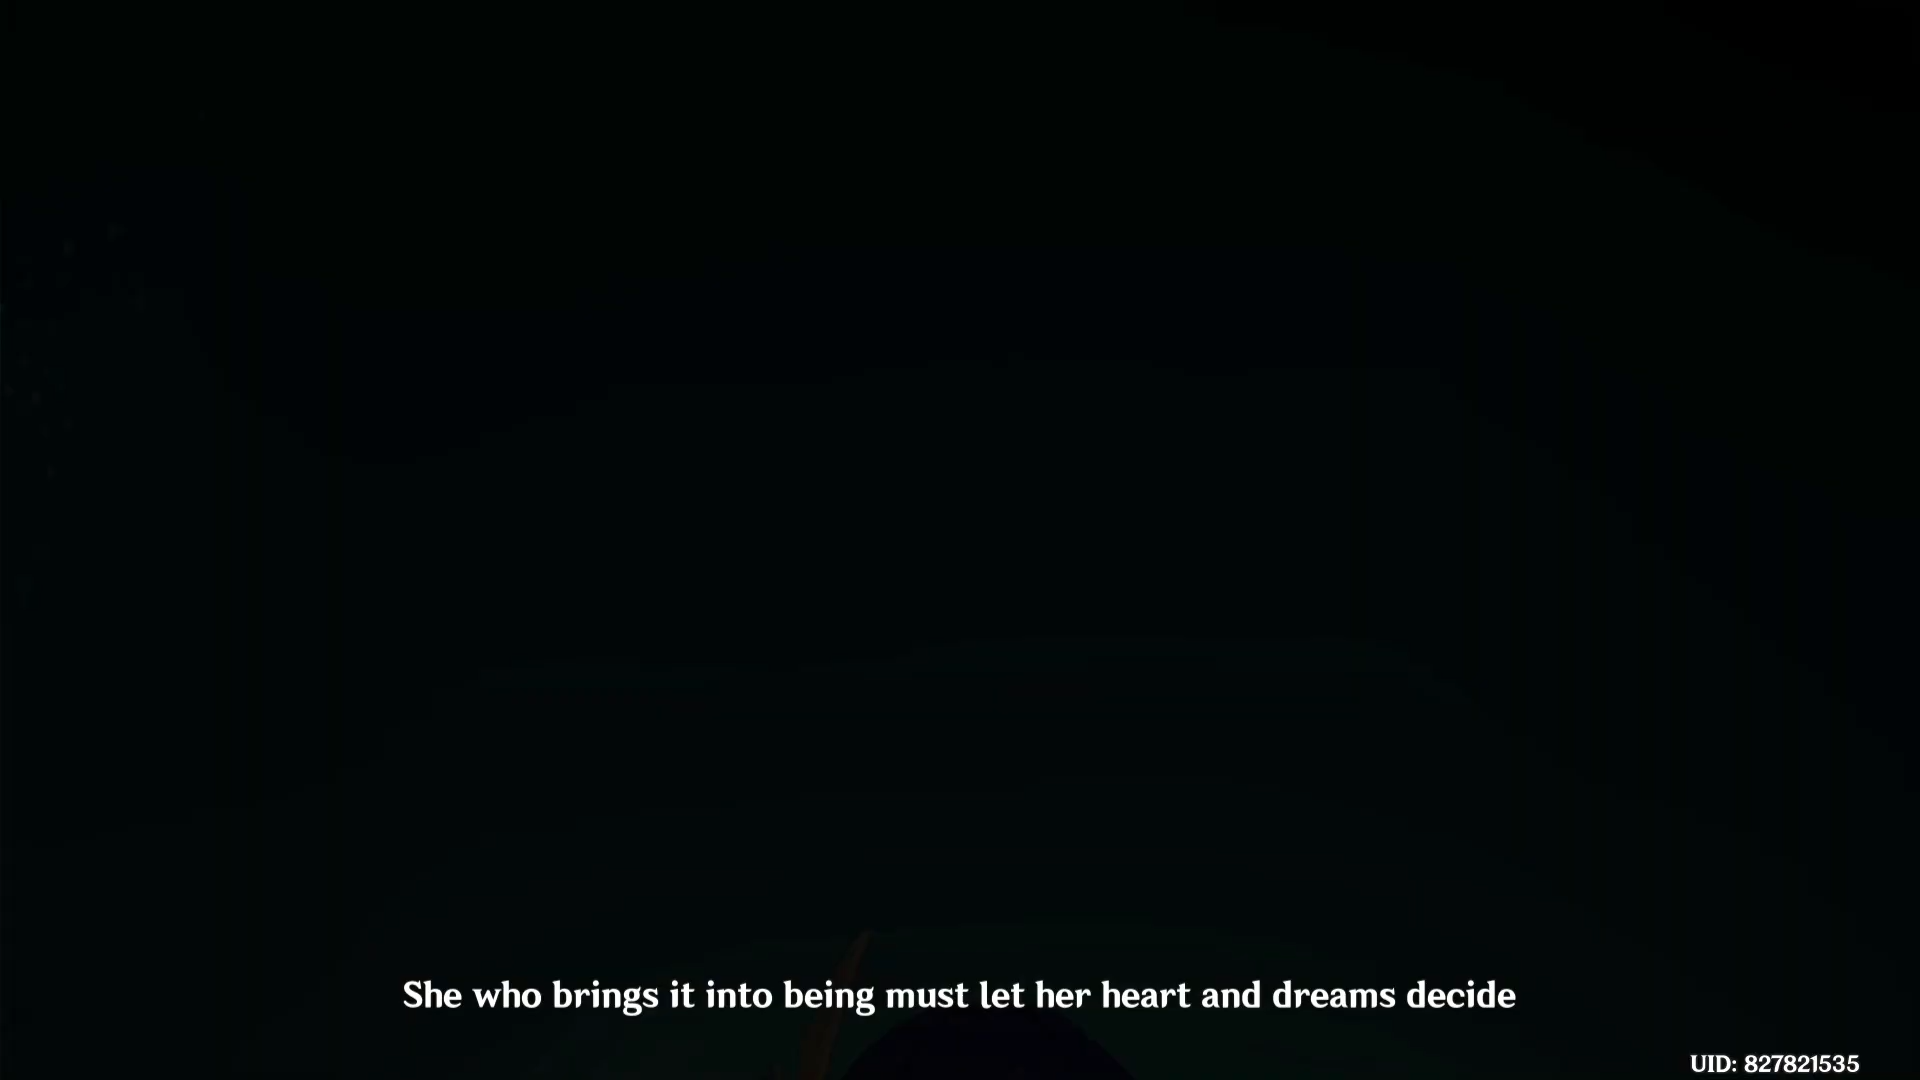 She who brings it into being must let her heart and dreams decide
UID: 827821535